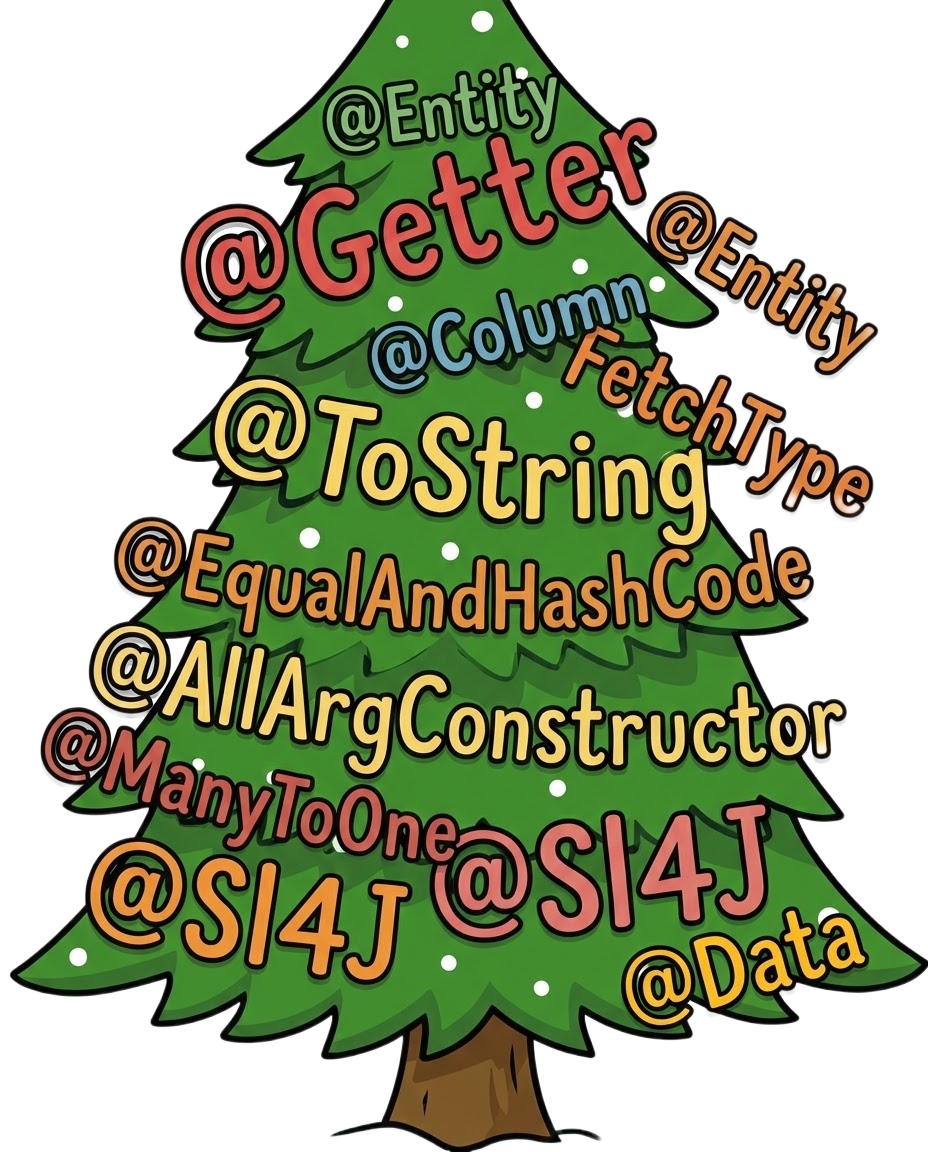 @Entity
@Getter
@Entity
@Column
FetchType
@ToString
@EqualAndHashCode
@AllArgConstructor
@ManyToOne
@Sl4J
@Sl4J
@Data